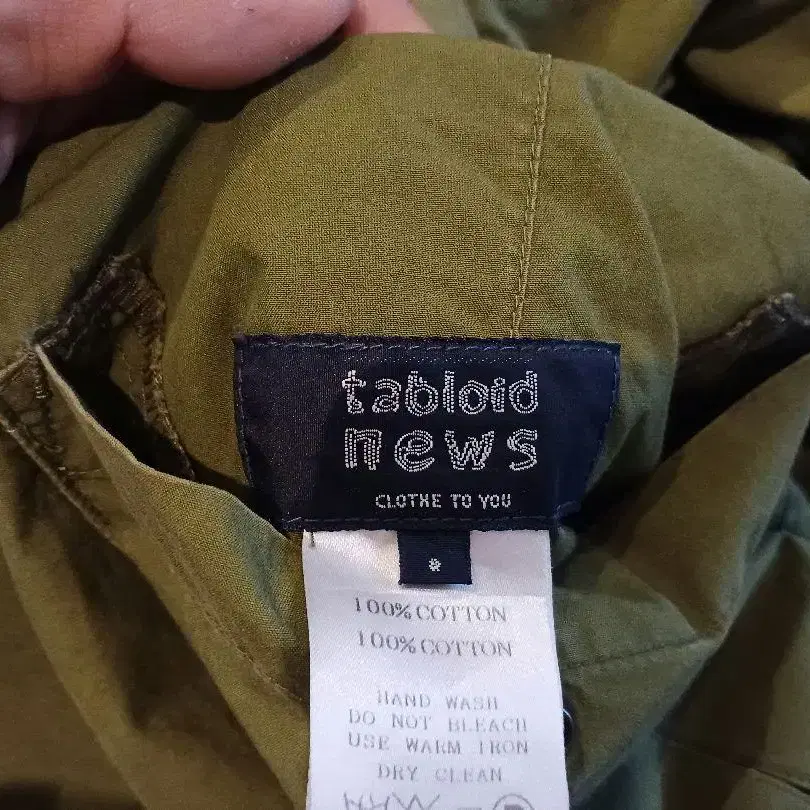 tabloid
news
CLOTHE TO YOU
100% COTTON
100% COTTON
HAND WASH
DO NOT BLEACH
USE WARM IRON
DRY CLEAN